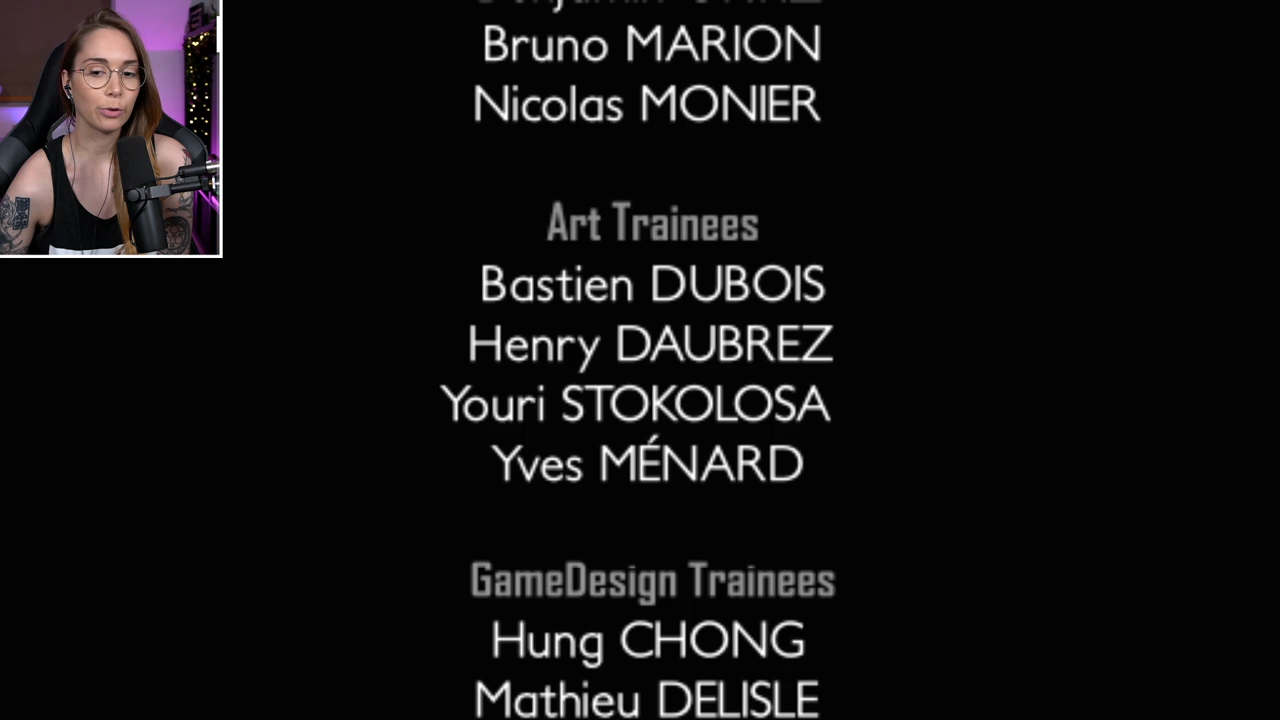 Bruno MARION
Nicolas MONIER
Art Trainees
Bastien DUBOIS
Henry DAUBREZ
Youri STOKOLOSA
Yves MÉNARD
GameDesign Trainees
Hung CHONG
Mathieu DELISLE